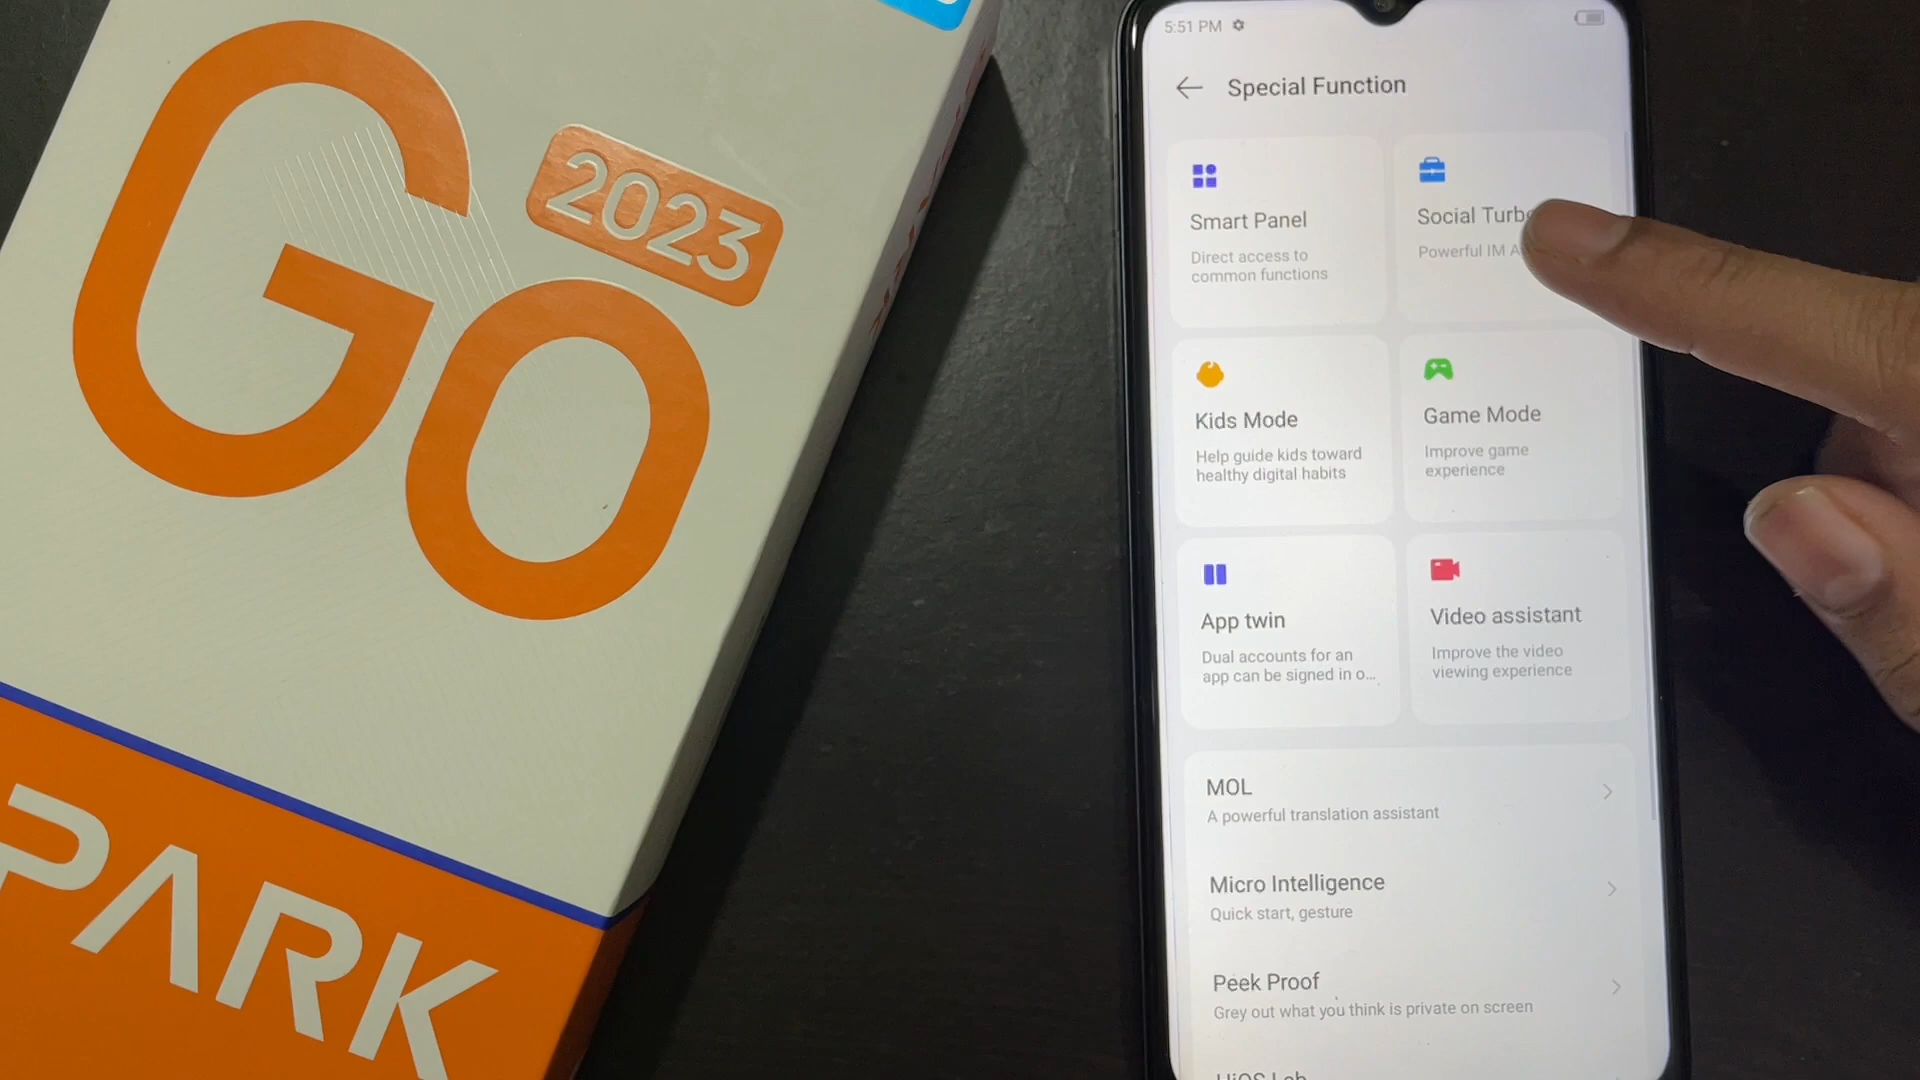 GO
2023
PARK
5:51 PM
Special Function
Smart Panel
Direct access to
common functions
Social Turb
Powerful IM A
Kids Mode
Help guide kids toward
healthy digital habits
Game Mode
Improve game
experience
App twin
Dual accounts for an
app can be signed in o...
Video assistant
Improve the video
viewing experience
MOL
A powerful translation assistant
Micro Intelligence
Quick start, gesture
Peek Proof
Grey out what you think is private on screen
HiOS Lab